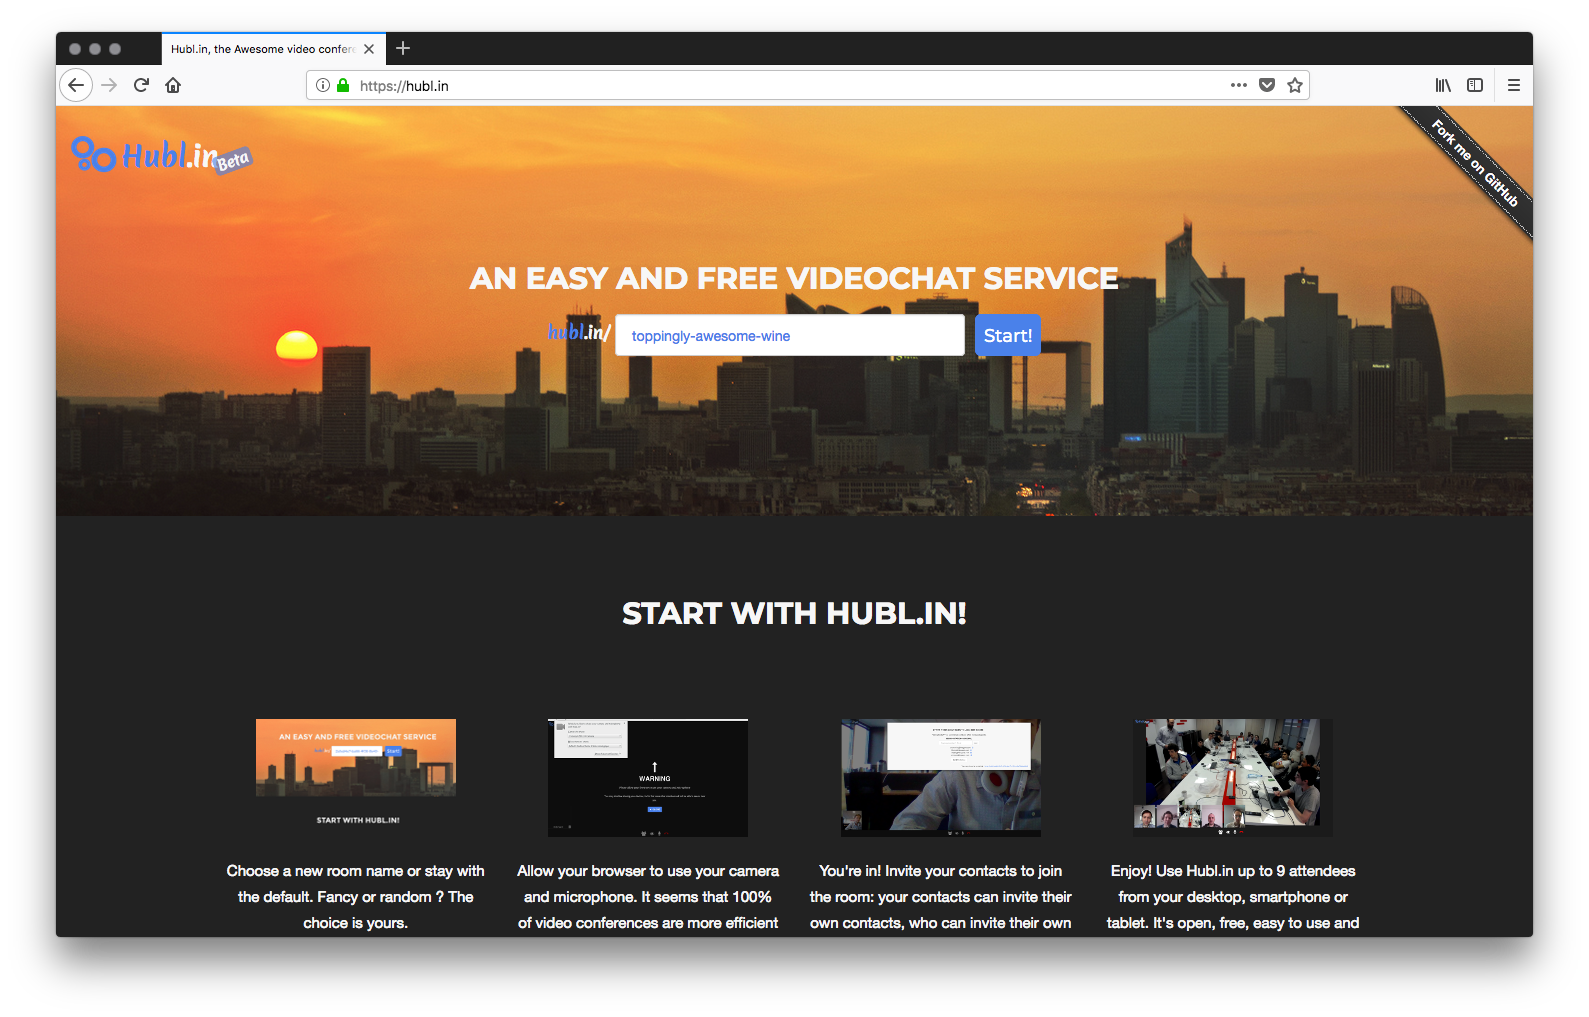 Hubl.in, the Awesome video confere
https://hubl.in
Hubl.in Beta
Fork me on GitHub
AN EASY AND FREE VIDEOCHAT SERVICE
hubl.in/ toppingly-awesome-wine Start!
START WITH HUBL.IN!
AN EASY AND FREE VIDEOCHAT SERVICE
Start!
START WITH HUBL.IN!
WARNING
Choose a new room name or stay with
the default. Fancy or random ? The
choice is yours.
Allow your browser to use your camera
and microphone. It seems that 100%
of video conferences are more efficient
You're in! Invite your contacts to join
the room: your contacts can invite their
own contacts, who can invite their own
Enjoy! Use Hubl.in up to 9 attendees
from your desktop, smartphone or
tablet. It's open, free, easy to use and